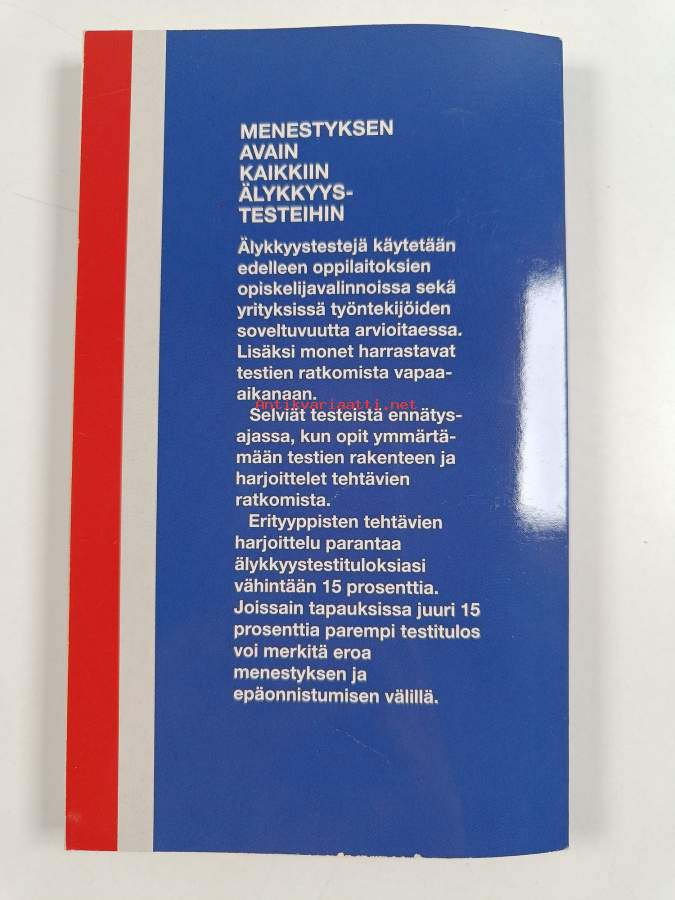 MENESTYKSEN
AVAIN
KAIKKIIN
ÄLYKKYYS-
TESTEIHIN
Älykkyystestejä käytetään
edelleen oppilaitoksien
opiskelijavalinnoissa sekä
yrityksissä työntekijöiden
soveltuvuutta arvioitaessa.
Lisäksi monet harrastavat
testien ratkomista vapaa-
aikanaan.
Antikvariaatti.net
Selviät testeistä ennätys-
ajassa, kun opit ymmärtä-
mään testien rakenteen ja
harjoittelet tehtävien
ratkomista.
Erityyppisten tehtävien
harjoittelu parantaa
älykkyystestituloksiasi
vähintään 15 prosenttia.
Joissain tapauksissa juuri 15
prosenttia parempi testitulos
voi merkitä eroa
menestyksen ja
epäonnistumisen välillä.